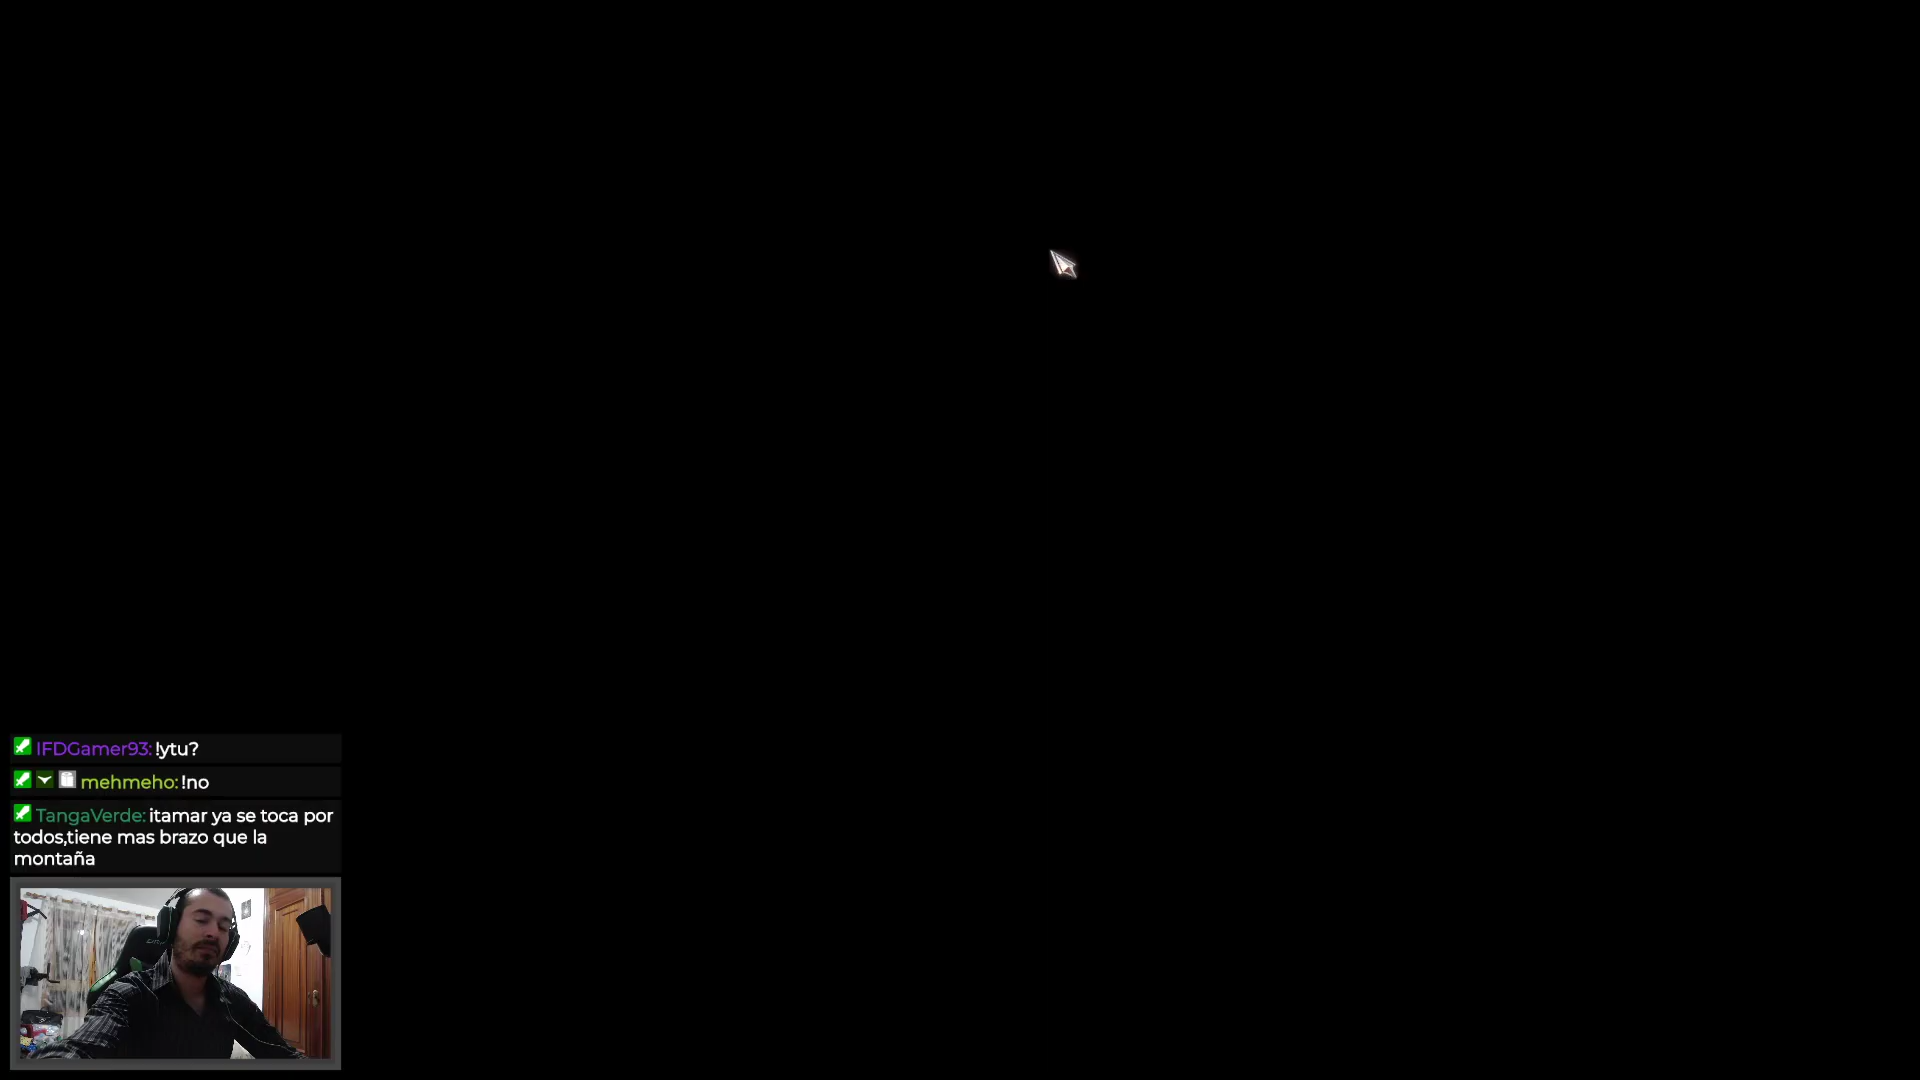 IFDGamer93: !ytu?
mehmeho: !no
TangaVerde: itamar ya se toca por
todos,tiene mas brazo que la
montaña